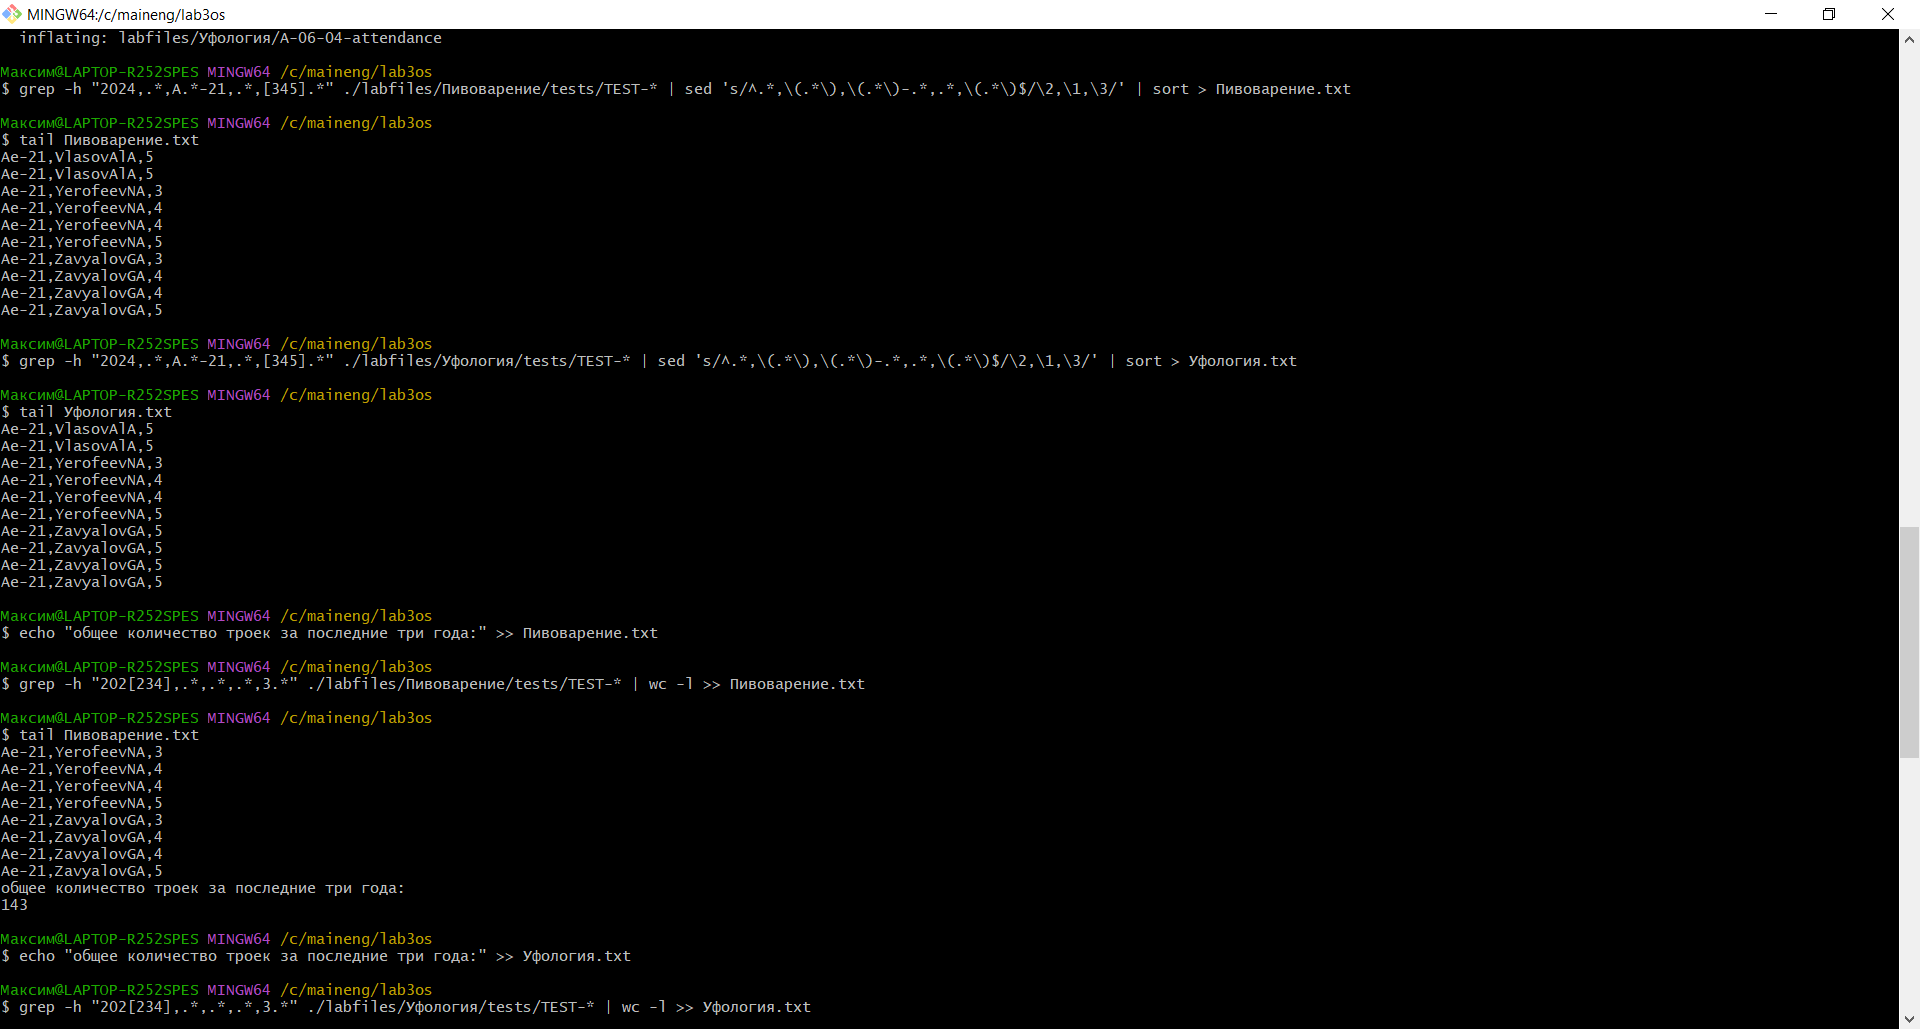 MINGW64:/c/maineng/lab3os
inflating: labfiles/Уфология/A-06-04-attendance
Максим@LAPTOP-R252SPES MINGW64 /c/maineng/lab3os
$ grep -h "2024,.*,A.*-21,.*,[345].*" ./labfiles/Пивоварение/tests/TEST-* | sed 's/^.*,\(.*\),\(.*\)-.*,.*,\(.*\)$/\2,\1,\3/' | sort > Пивоварение.txt
Максим@LAPTOP-R252SPES MINGW64 /c/maineng/lab3os
$ tail Пивоварение.txt
Ae-21,VlasovAlA,5
Ae-21,VlasovAlA,5
Ae-21,YerofeevNA,3
Ae-21,YerofeevNA,4
Ae-21,YerofeevNA,4
Ae-21,YerofeevNA,5
Ae-21,ZavyalovGA,3
Ae-21,ZavyalovGA,4
Ae-21,ZavyalovGA,4
Ae-21,ZavyalovGA,5
Максим@LAPTOP-R252SPES MINGW64 /c/maineng/lab3os
$ grep -h "2024,.*,A.*-21,.*,[345].*" ./labfiles/Уфология/tests/TEST-* | sed 's/^.*,\(.*\),\(.*\)-.*,.*,\(.*\)$/\2,\1,\3/' | sort > Уфология.txt
Максим@LAPTOP-R252SPES MINGW64 /c/maineng/lab3os
$ tail Уфология.txt
Ae-21,VlasovAlA,5
Ae-21,VlasovAlA,5
Ae-21,YerofeevNA,3
Ae-21,YerofeevNA,4
Ae-21,YerofeevNA,4
Ae-21,YerofeevNA,5
Ae-21,ZavyalovGA,5
Ae-21,ZavyalovGA,5
Ae-21,ZavyalovGA,5
Ae-21,ZavyalovGA,5
Максим@LAPTOP-R252SPES MINGW64 /c/maineng/lab3os
$ echo "общее количество троек за последние три года:" >> Пивоварение.txt
Максим@LAPTOP-R252SPES MINGW64 /c/maineng/lab3os
$ grep -h "202[234],.*,.*,.*,3.*" ./labfiles/Пивоварение/tests/TEST-* | wc -l >> Пивоварение.txt
Максим@LAPTOP-R252SPES MINGW64 /c/maineng/lab3os
$ tail Пивоварение.txt
Ae-21,YerofeevNA,3
Ae-21,YerofeevNA,4
Ae-21,YerofeevNA,4
Ae-21,YerofeevNA,5
Ae-21,ZavyalovGA,3
Ae-21,ZavyalovGA,4
Ae-21,ZavyalovGA,4
Ae-21,ZavyalovGA,5
общее количество троек за последние три года:
143
Максим@LAPTOP-R252SPES MINGW64 /c/maineng/lab3os
$ echo "общее количество троек за последние три года:" >> Уфология.txt
Максим@LAPTOP-R252SPES MINGW64 /c/maineng/lab3os
$ grep -h "202[234],.*,.*,.*,3.*" ./labfiles/Уфология/tests/TEST-* | wc -l >> Уфология.txt